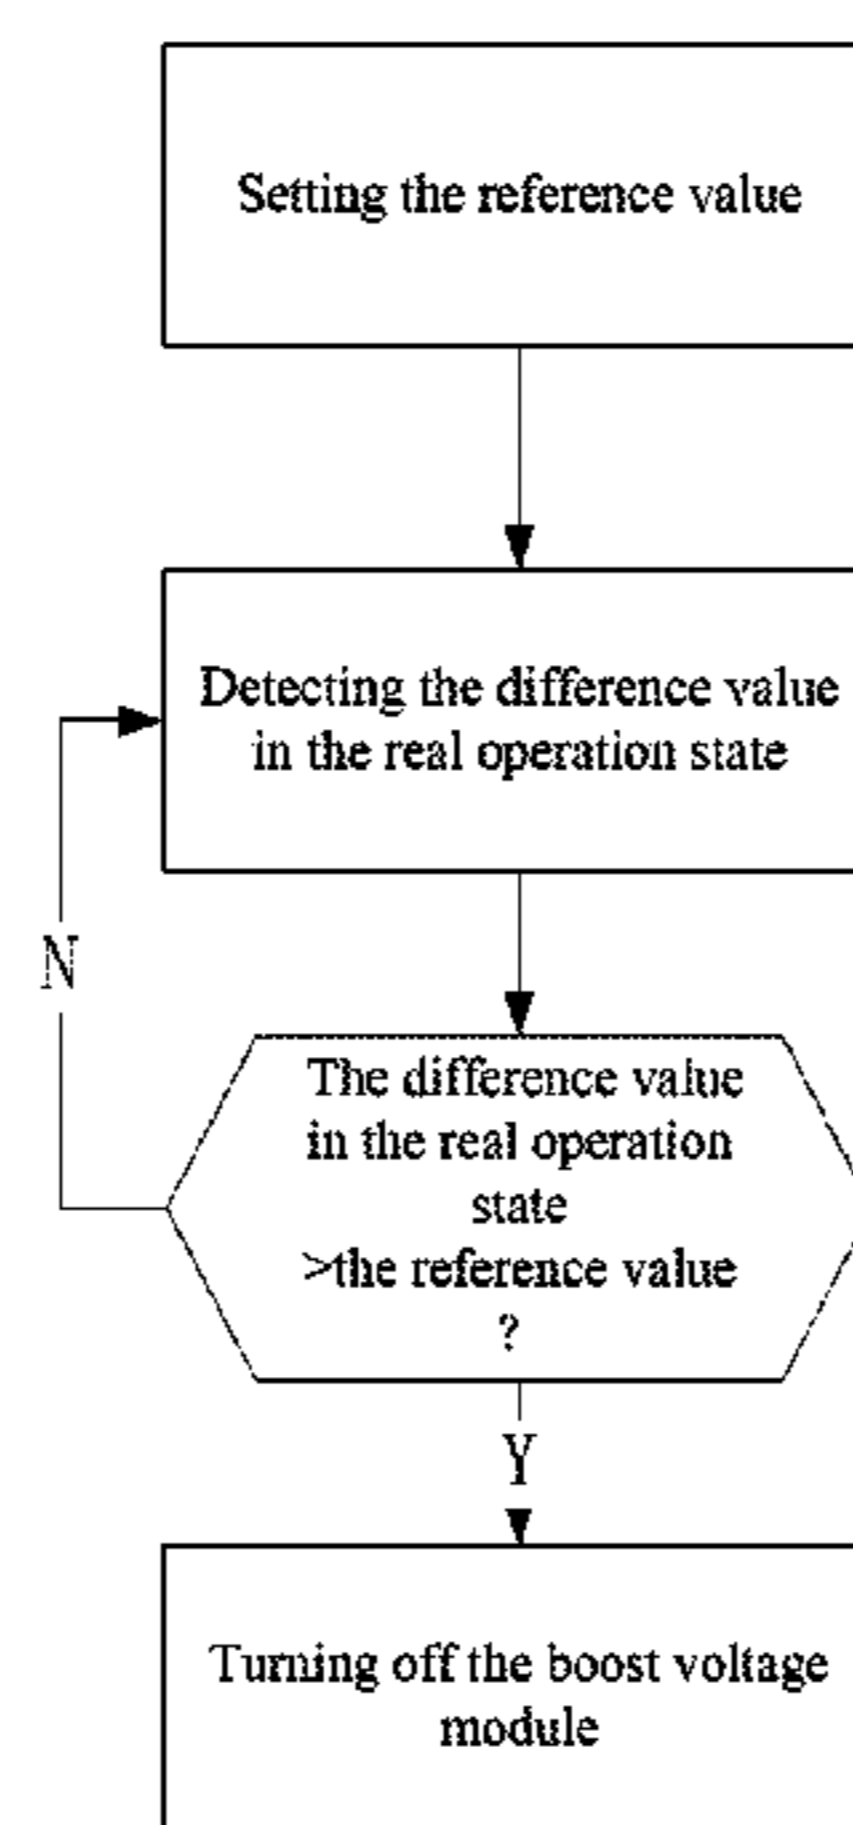 Setting the reference value
Detecting the difference value
in the real operation state
N
The difference value
in the real operation
state
>the reference value
?
Y
Turning off the boost voltage
module